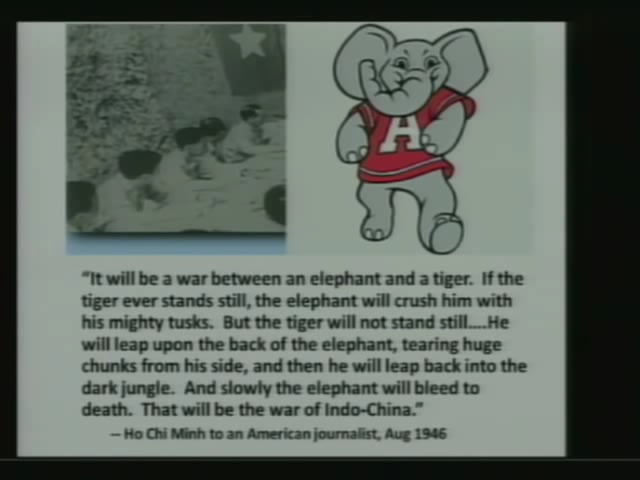 A
“It will be a war between an elephant and a tiger. If the
tiger ever stands still, the elephant will crush him with
his mighty tusks. But the tiger will not stand still....He
will leap upon the back of the elephant, tearing huge
chunks from his side, and then he will leap back into the
dark jungle. And slowly the elephant will bleed to
death. That will be the war of Indo-China.”
-- Ho Chi Minh to an American journalist, Aug 1946